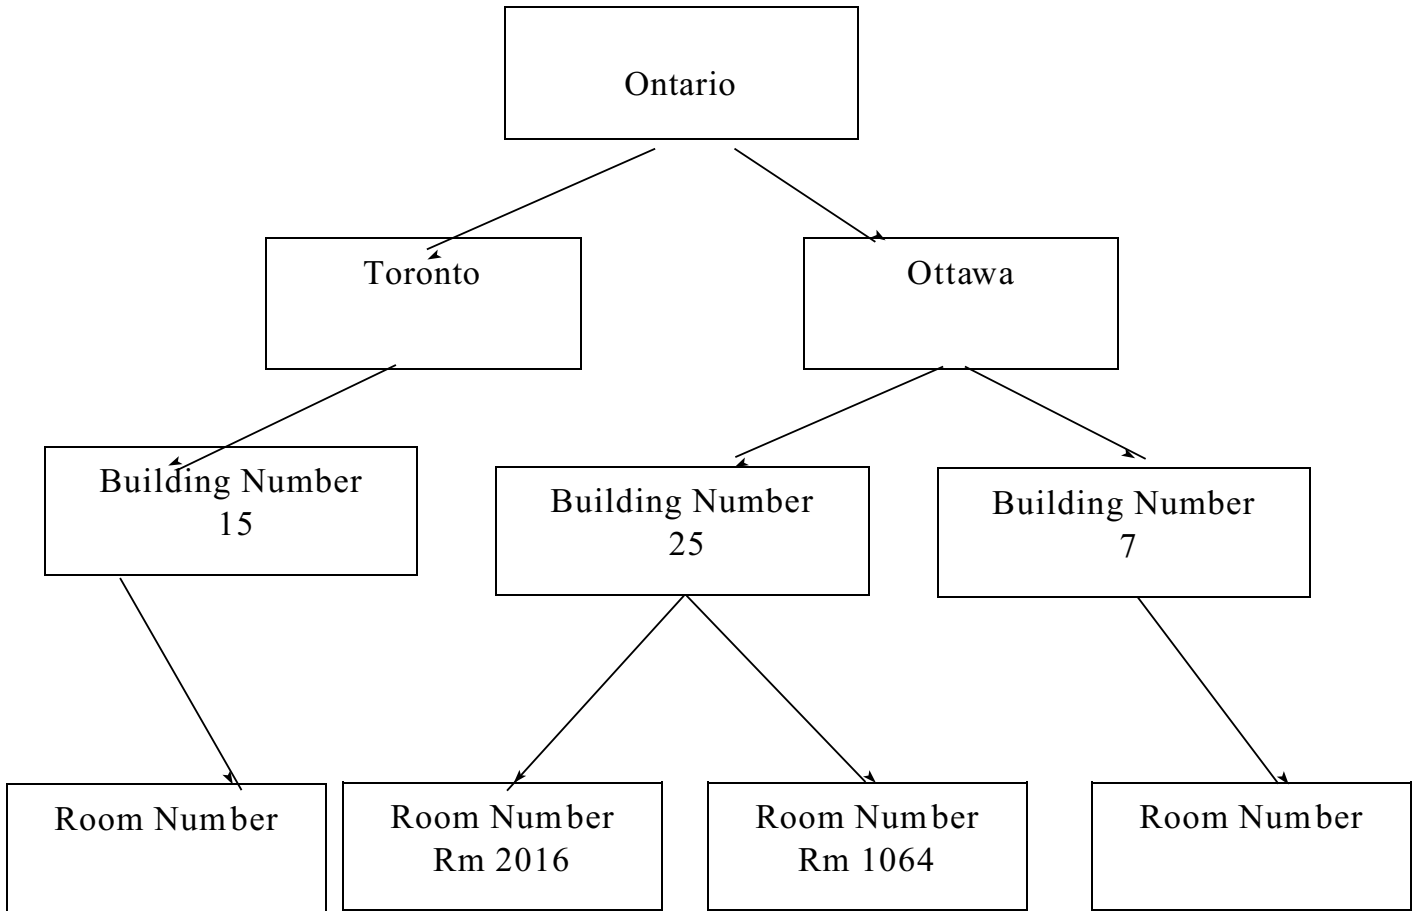 Ontario
Toronto
Ottawa
Building Number
15
Building Number
25
Building Number
7
Room Number
Room Number
Rm 2016
Room Number
Rm 1064
Room Number